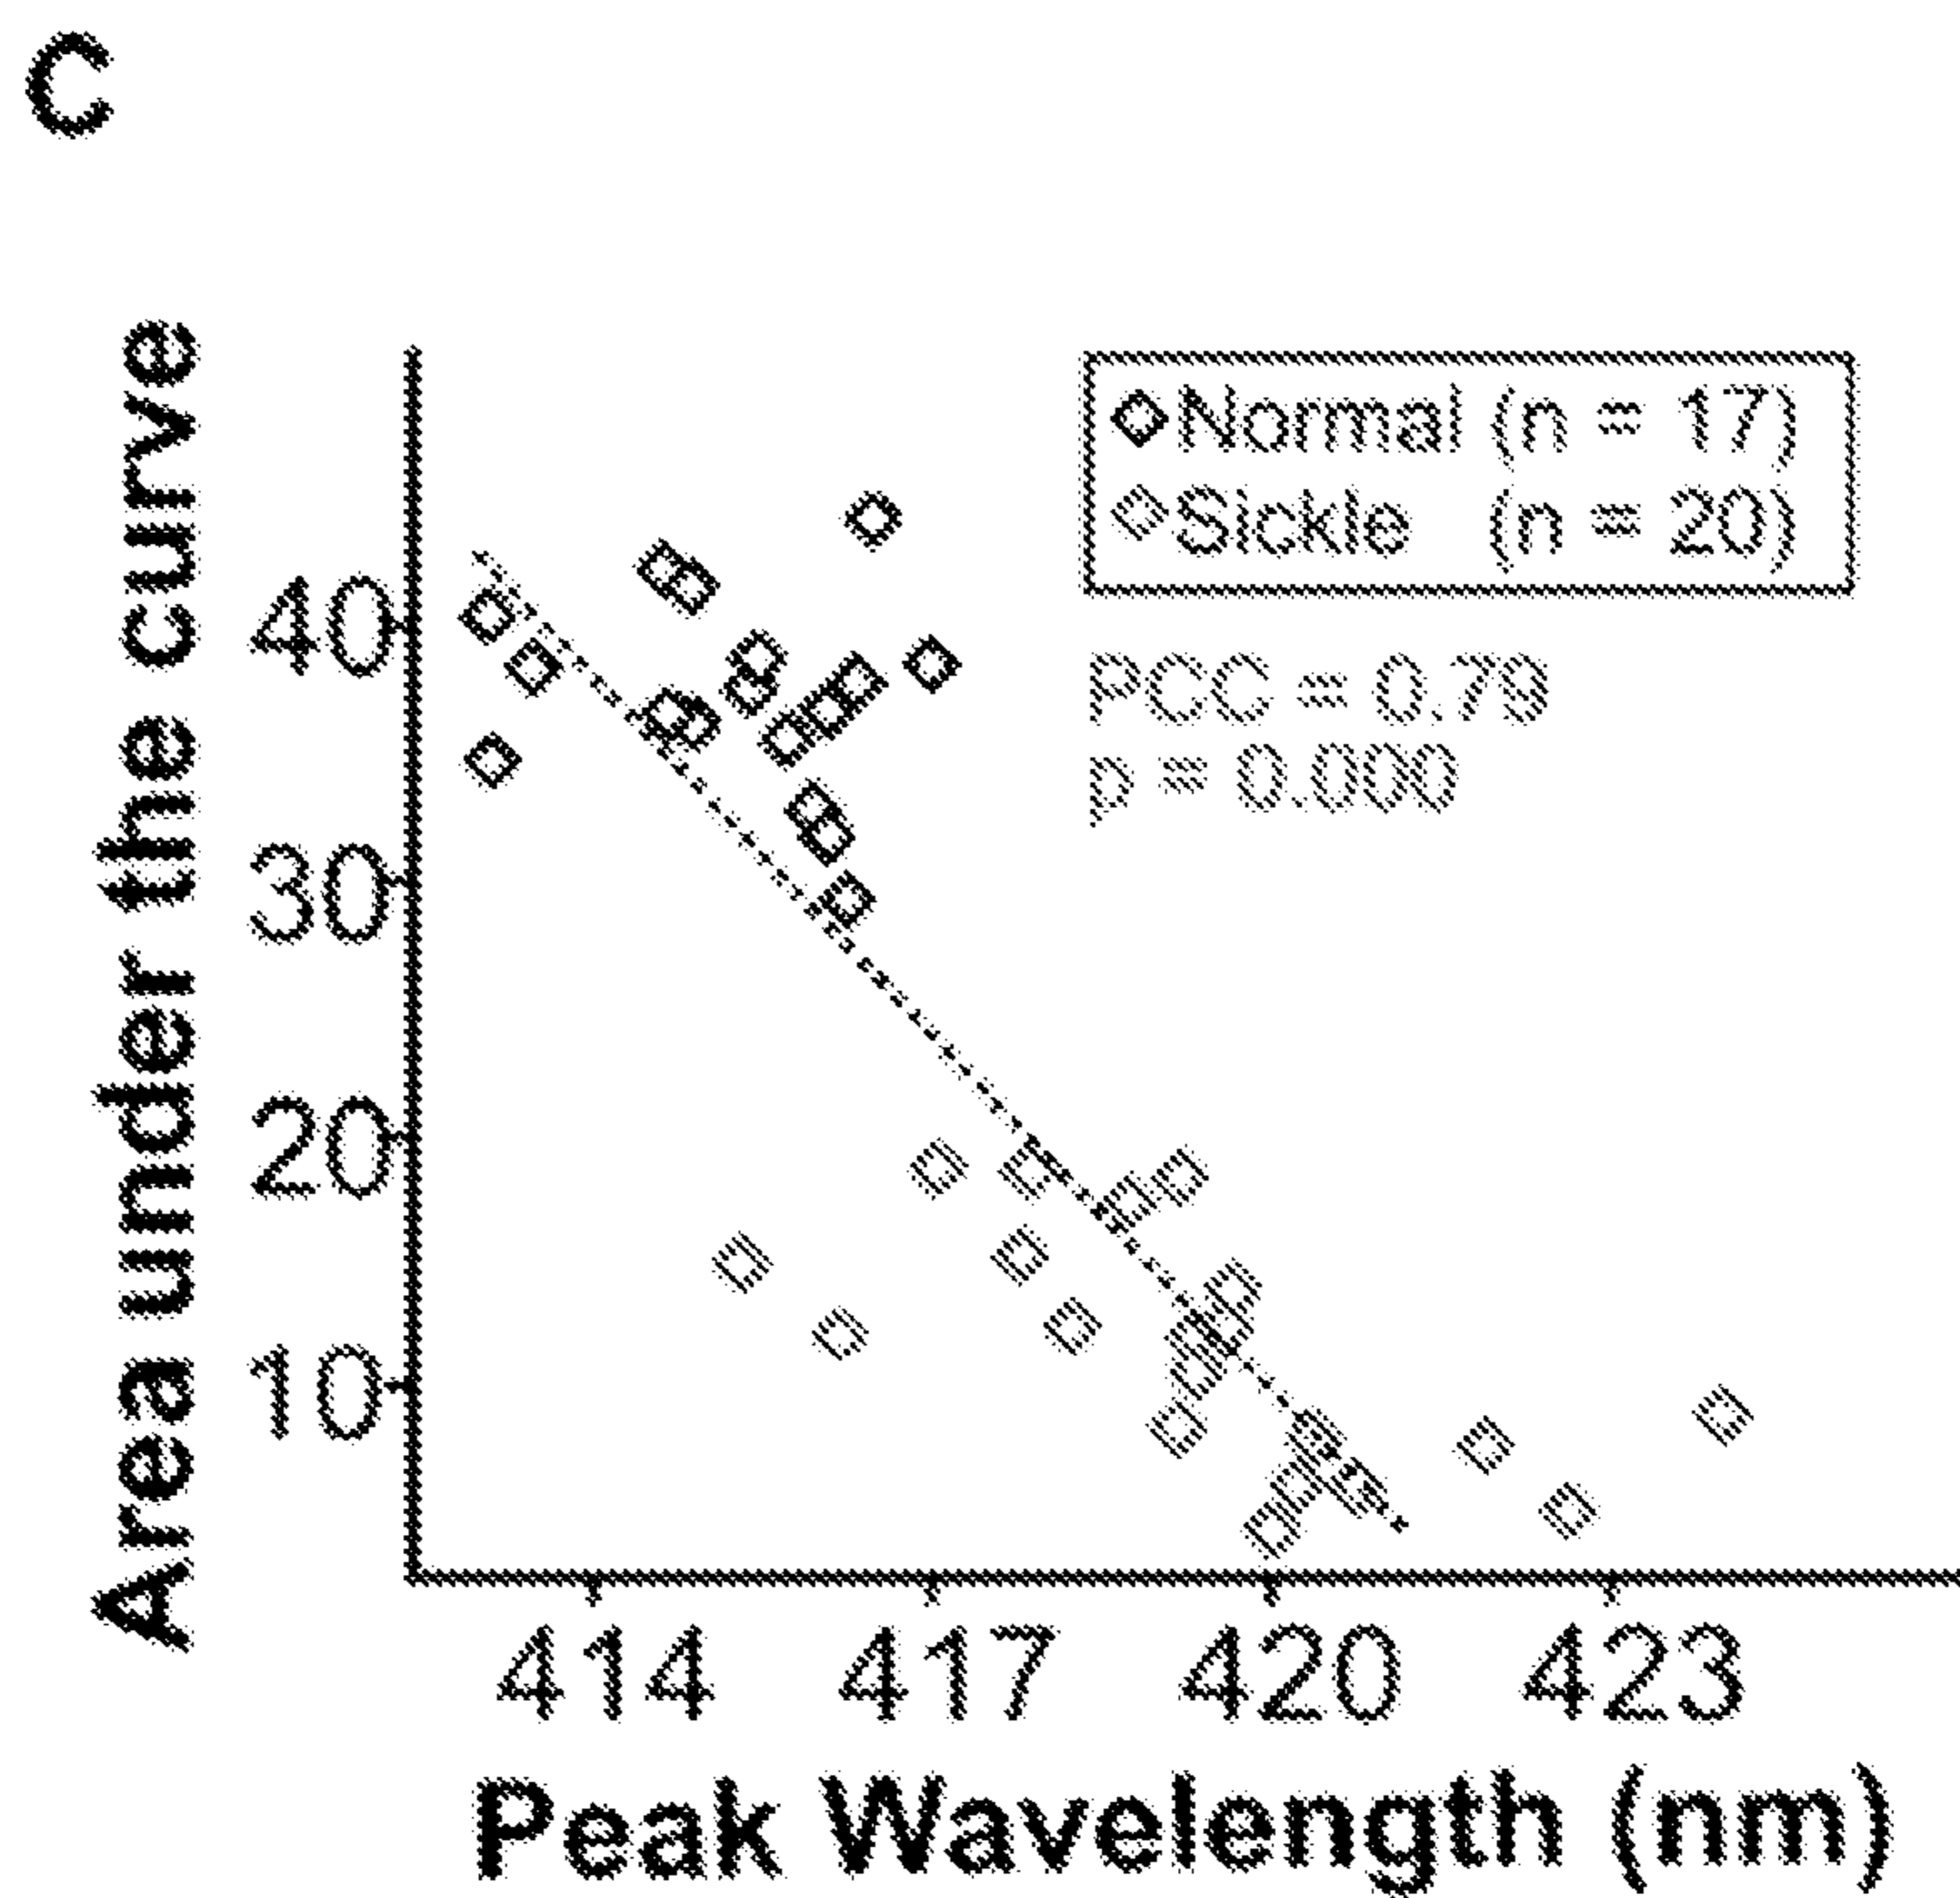 C
Area under the curve
40
30
20
10
Normal (n = 17)
Sickle (n = 20)
PCC = 0.79
p = 0.000
414 417 420 423
Peak Wavelength (nm)